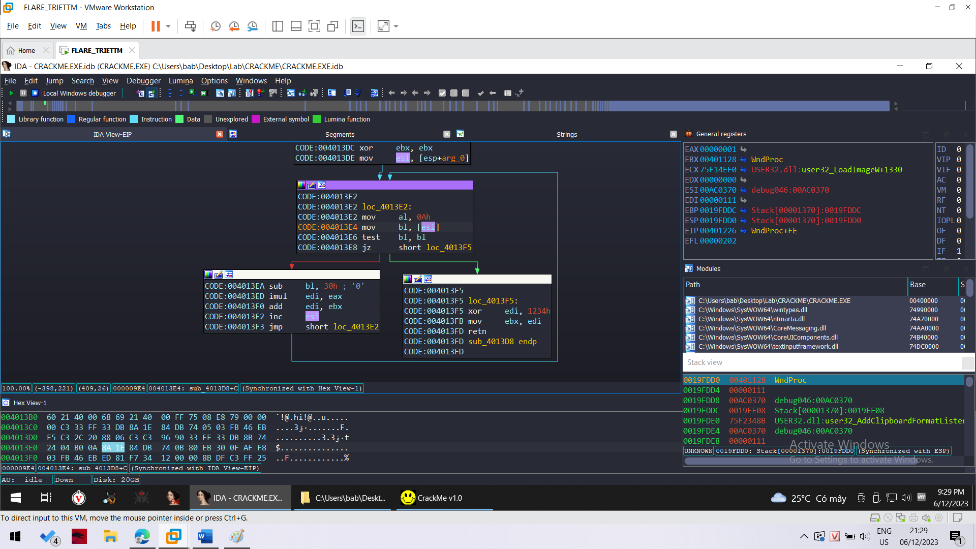 FLARE_TRIETTM - VMware Workstation
File Edit View VM Tabs Help
Home FLARE_TRIETTM
IDA - CRACKME.EXE.idb (CRACKME.EXE) C:\Users\bab\Desktop\Lab\CRACKME\CRACKME.EXE.idb
File Edit Jump Search View Debugger Lumina Options Windows Help
Local Windows debugger
Library function Regular function Instruction Data Unexplored External symbol Lumina function
IDA View-EIP Segments Strings
CODE:004013DC xor ebx, ebx
CODE:004013DE mov esi, [esp+arg_0]
CODE:004013E2
CODE:004013E2 loc_4013E2:
CODE:004013E2 mov al, 0Ah
CODE:004013E4 mov bl, [esi]
CODE:004013E6 test bl, bl
CODE:004013E8 jz short loc_4013F5
CODE:004013EA sub bl, 30h ; '0'
CODE:004013ED imul edi, eax
CODE:004013F0 add edi, ebx
CODE:004013F2 inc esi
CODE:004013F3 jmp short loc_4013E2
CODE:004013F5
CODE:004013F5 loc_4013F5:
CODE:004013F5 xor edi, 1234h
CODE:004013FB mov ebx, edi
CODE:004013FD retn
CODE:004013FD sub_4013D8 endp
CODE:004013FD
100.00% (-398,221) (409,26) 000009E4 004013E4: sub_4013D8+C (Synchronized with Hex View-1)
Hex View-1
004013B0 60 21 40 00 68 69 21 40 00 FF 75 08 E8 79 00 00 `!@.hi!@..u.....
004013C0 00 C3 33 FF 33 DB 8A 1E 84 DB 74 05 03 FB 46 EB
004013D0 F5 C3 2C 20 88 06 C3 C3 96 90 33 FF 33 DB 8B 74
004013E0 24 04 B0 0A 8A 1E 84 DB 74 0B 80 EB 30 0F AF F8
004013F0 03 FB 46 EB ED 81 F7 34 12 00 00 8B DF C3 FF 25
000009E4 004013E4: sub_4013D8+C (Synchronized with IDA View-EIP)
AU: idle Down Disk: 20GB
General registers
EAX 00000001
EBX 00401128 WndProc
ECX 75F14EF0 USER32.dll:user32_LoadImageW+1330
EDX 00000000
ESI 00AC0370 debug046:00AC0370
EDI 00000111
EBP 0019FDDC Stack[00001370]:0019FDDC
ESP 0019FDD0 Stack[00001370]:0019FDD0
EIP 00401226 WndProc+FE
EFL 00000202
ID 0
VIP 0
VIF 0
AC 0
VM 0
RF 0
NT 0
IOPL 0
OF 0
DF 0
IF 1
Modules
Path Base
C:\Users\bab\Desktop\Lab\CRACKME\CRACKME.EXE 00400000
C:\Windows\SysWOW64\wintypes.dll 74990000
C:\Windows\SysWOW64\ntmarta.dll 74A70000
C:\Windows\SysWOW64\CoreMessaging.dll 74AA0000
C:\Windows\SysWOW64\CoreUIComponents.dll 74B40000
C:\Windows\SysWOW64\textinputframework.dll 74DC0000
Stack view
0019FDD0 00401128 WndProc
0019FDD4 00000111
0019FDD8 00AC0370 debug046:00AC0370
0019FDDC 0019FE08 Stack[00001370]:0019FE08
0019FDE0 75F2348B USER32.dll:user32_AddClipboardFormatListe
0019FDE4 00AC0370 debug046:00AC0370
0019FDE8 00000111
UNKNOWN 0019FDD0: Stack[00001370]:0019FDD0 (Synchronized with ESP)
Activate Windows
Go to Settings to activate Windows.
IDA - CRACKME.EX... C:\Users\bab\Deskt... CrackMe v1.0
25°C Có mây
9:29 PM
6/12/2023
To direct input to this VM, move the mouse pointer inside or press Ctrl+G.
4
ENG
US
21:29
06/12/2023
1